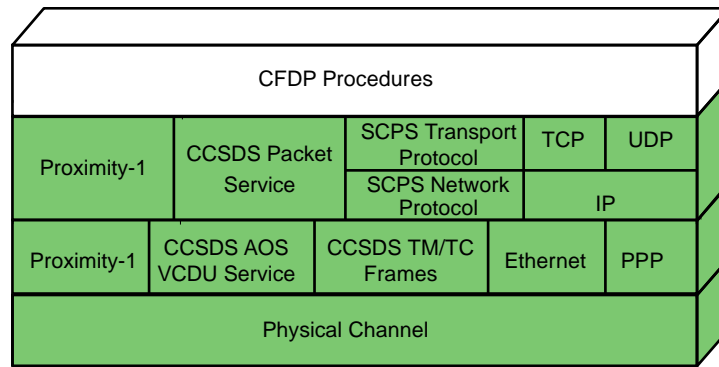 CFDP Procedures
Proximity-1
CCSDS Packet
Service
SCPS Transport
Protocol
TCP
UDP
SCPS Network
Protocol
IP
Proximity-1
CCSDS AOS
VCDU Service
CCSDS TM/TC
Frames
Ethernet
PPP
Physical Channel